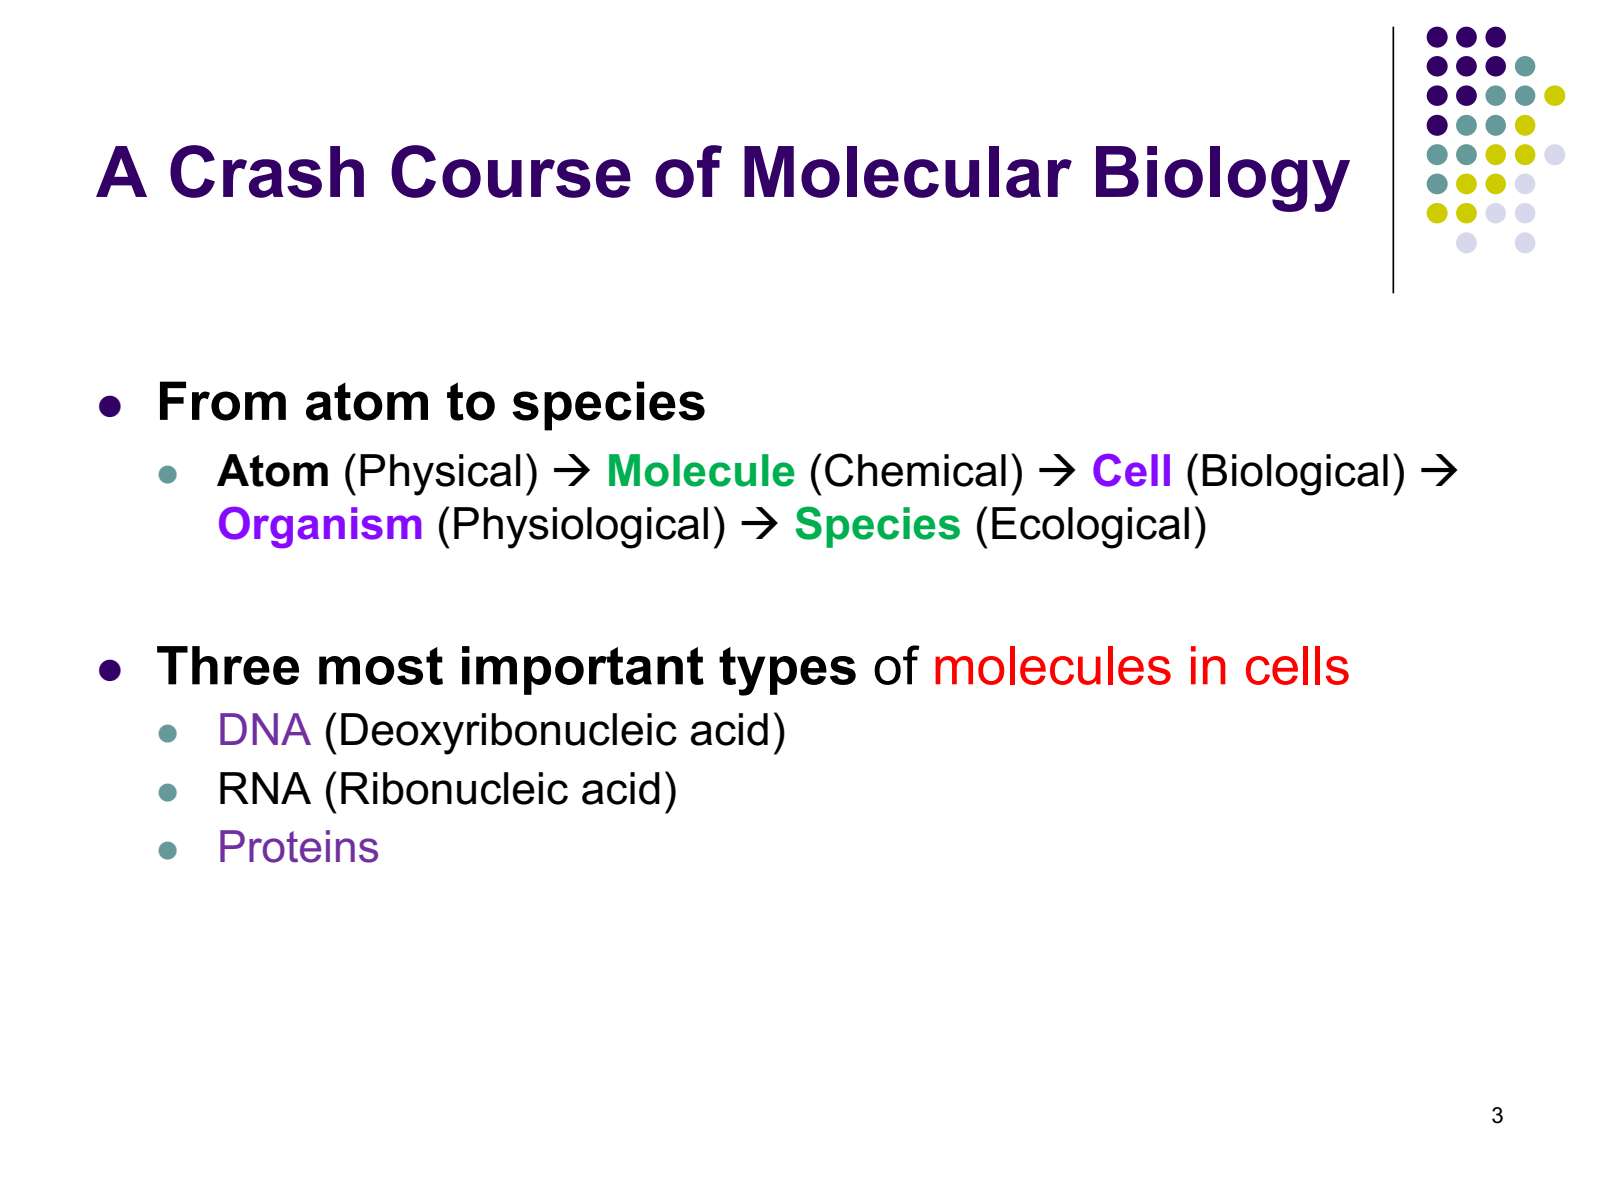 A Crash Course of Molecular Biology
● From atom to species
● Atom (Physical) → Molecule (Chemical) → Cell (Biological) →
Organism (Physiological) → Species (Ecological)
● Three most important types of molecules in cells
● DNA (Deoxyribonucleic acid)
● RNA (Ribonucleic acid)
● Proteins
3